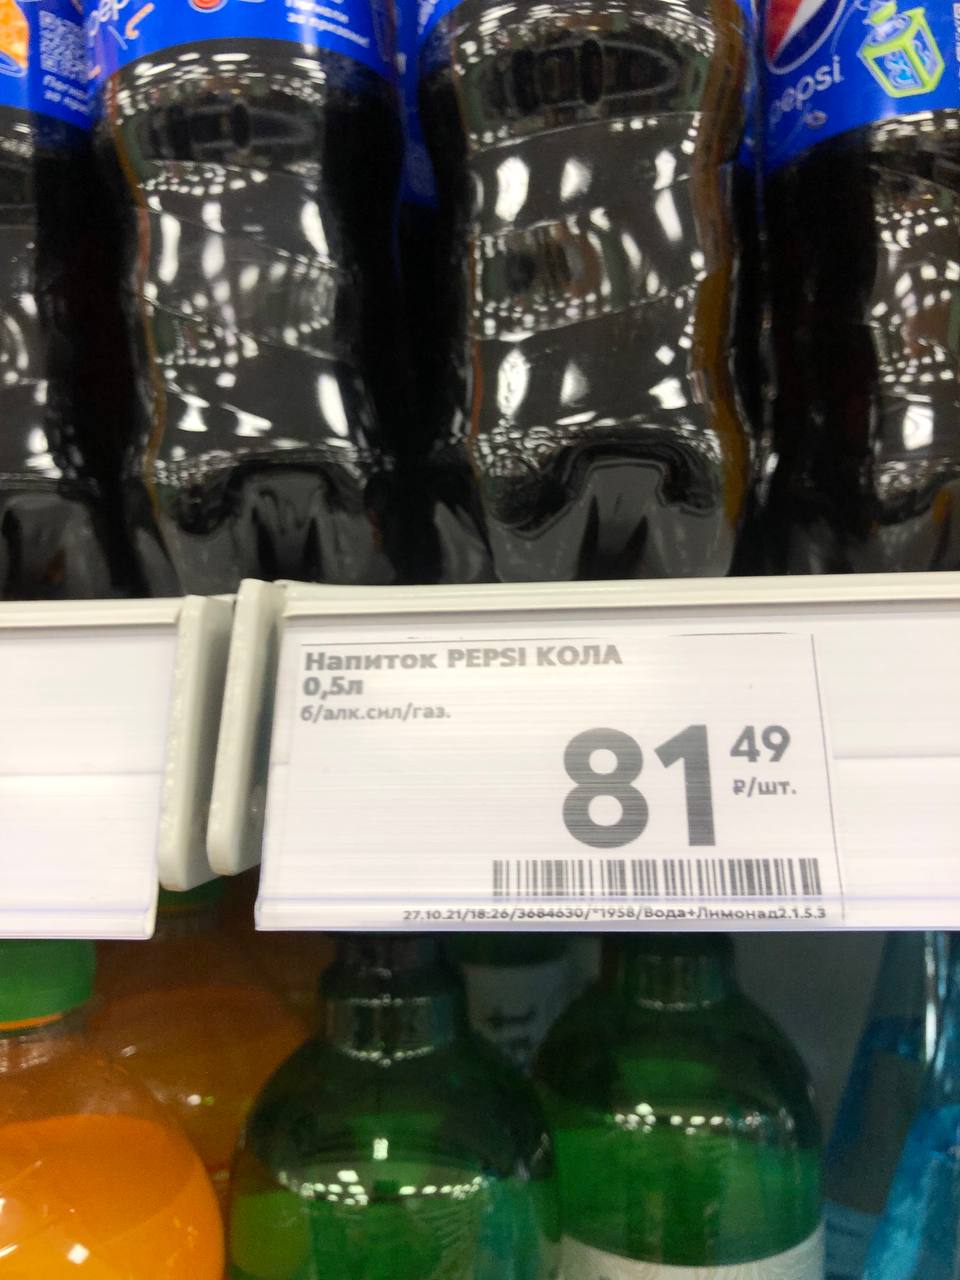 pepsi
Напиток PEPSI КОЛА
0,5л
б/алк.сил/газ.
81 49
₽/шт.
27.10.21/18:26/3684630/*1958/Вода+Лимонад2.1.5.3